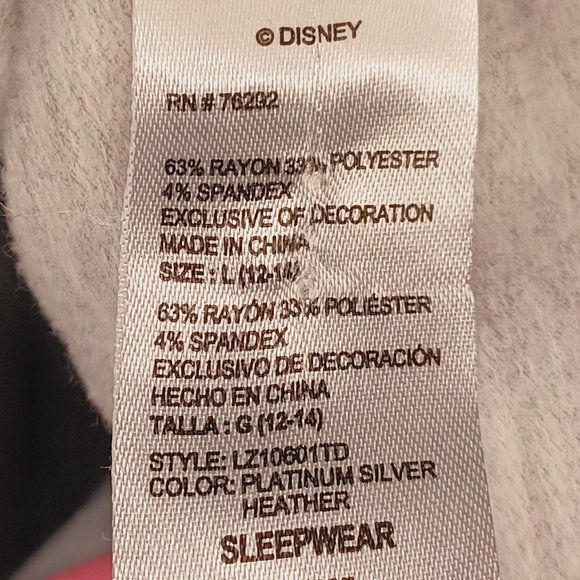 © DISNEY
RN # 76292
63% RAYON 33% POLYESTER
4% SPANDEX
EXCLUSIVE OF DECORATION
MADE IN CHINA
SIZE : L (12-14)
63% RAYÓN 33% POLIÉSTER
4% SPANDEX
EXCLUSIVO DE DECORACIÓN
HECHO EN CHINA
TALLA : G (12-14)
STYLE: LZ10601TD
COLOR: PLATINUM SILVER
HEATHER
SLEEPWEAR